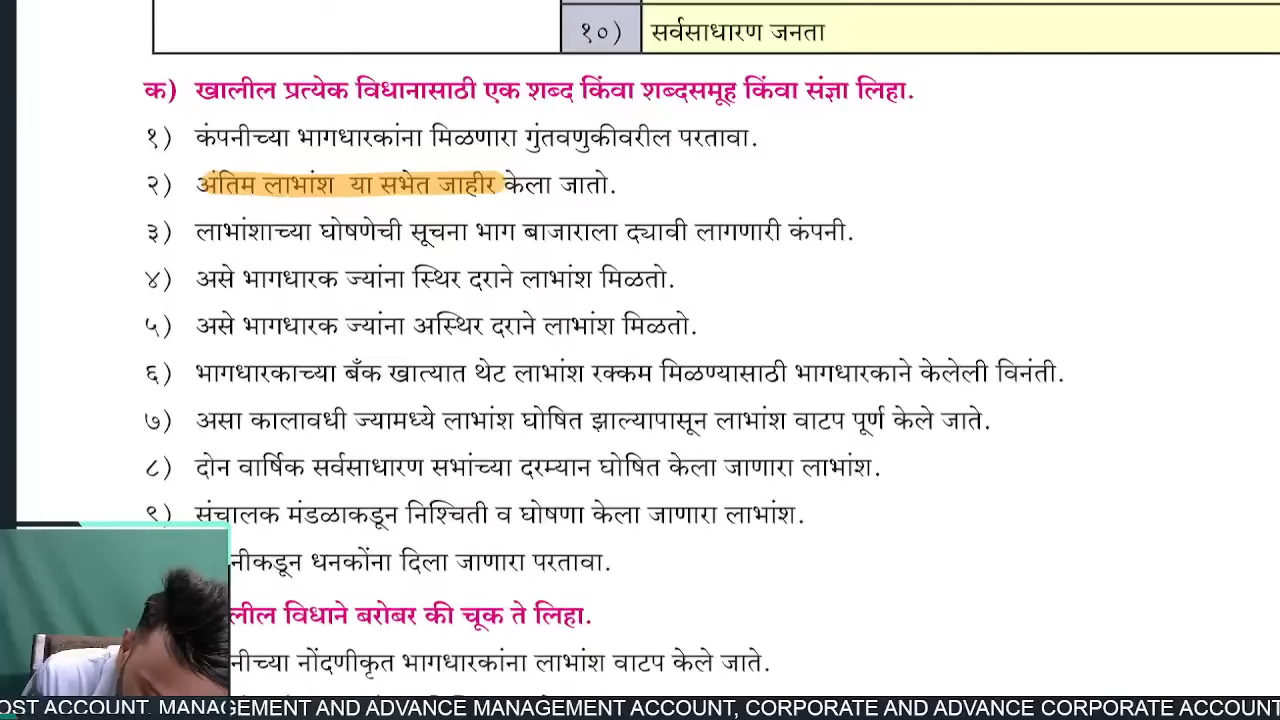 १०) सर्वसाधारण जनता
क) खालील प्रत्येक विधानासाठी एक शब्द किंवा शब्दसमूह किंवा संज्ञा लिहा.
१) कंपनीच्या भागधारकांना मिळणारा गुंतवणुकीवरील परतावा.
२) अंतिम लाभांश या सभेत जाहीर केला जातो.
३) लाभांशाच्या घोषणेची सूचना भाग बाजाराला द्यावी लागणारी कंपनी.
४) असे भागधारक ज्यांना स्थिर दराने लाभांश मिळतो.
५) असे भागधारक ज्यांना अस्थिर दराने लाभांश मिळतो.
६) भागधारकाच्या बँक खात्यात थेट लाभांश रक्कम मिळण्यासाठी भागधारकाने केलेली विनंती.
७) असा कालावधी ज्यामध्ये लाभांश घोषित झाल्यापासून लाभांश वाटप पूर्ण केले जाते.
८) दोन वार्षिक सर्वसाधारण सभांच्या दरम्यान घोषित केला जाणारा लाभांश.
९) संचालक मंडळाकडून निश्चिती व घोषणा केला जाणारा लाभांश.
नीकडून धनकोंना दिला जाणारा परतावा.
लील विधाने बरोबर की चूक ते लिहा.
नीच्या नोंदणीकृत भागधारकांना लाभांश वाटप केले जाते.
OST ACCOUNT, MANAGEMENT AND ADVANCE MANAGEMENT ACCOUNT, CORPORATE AND ADVANCE CORPORATE ACCOUNT